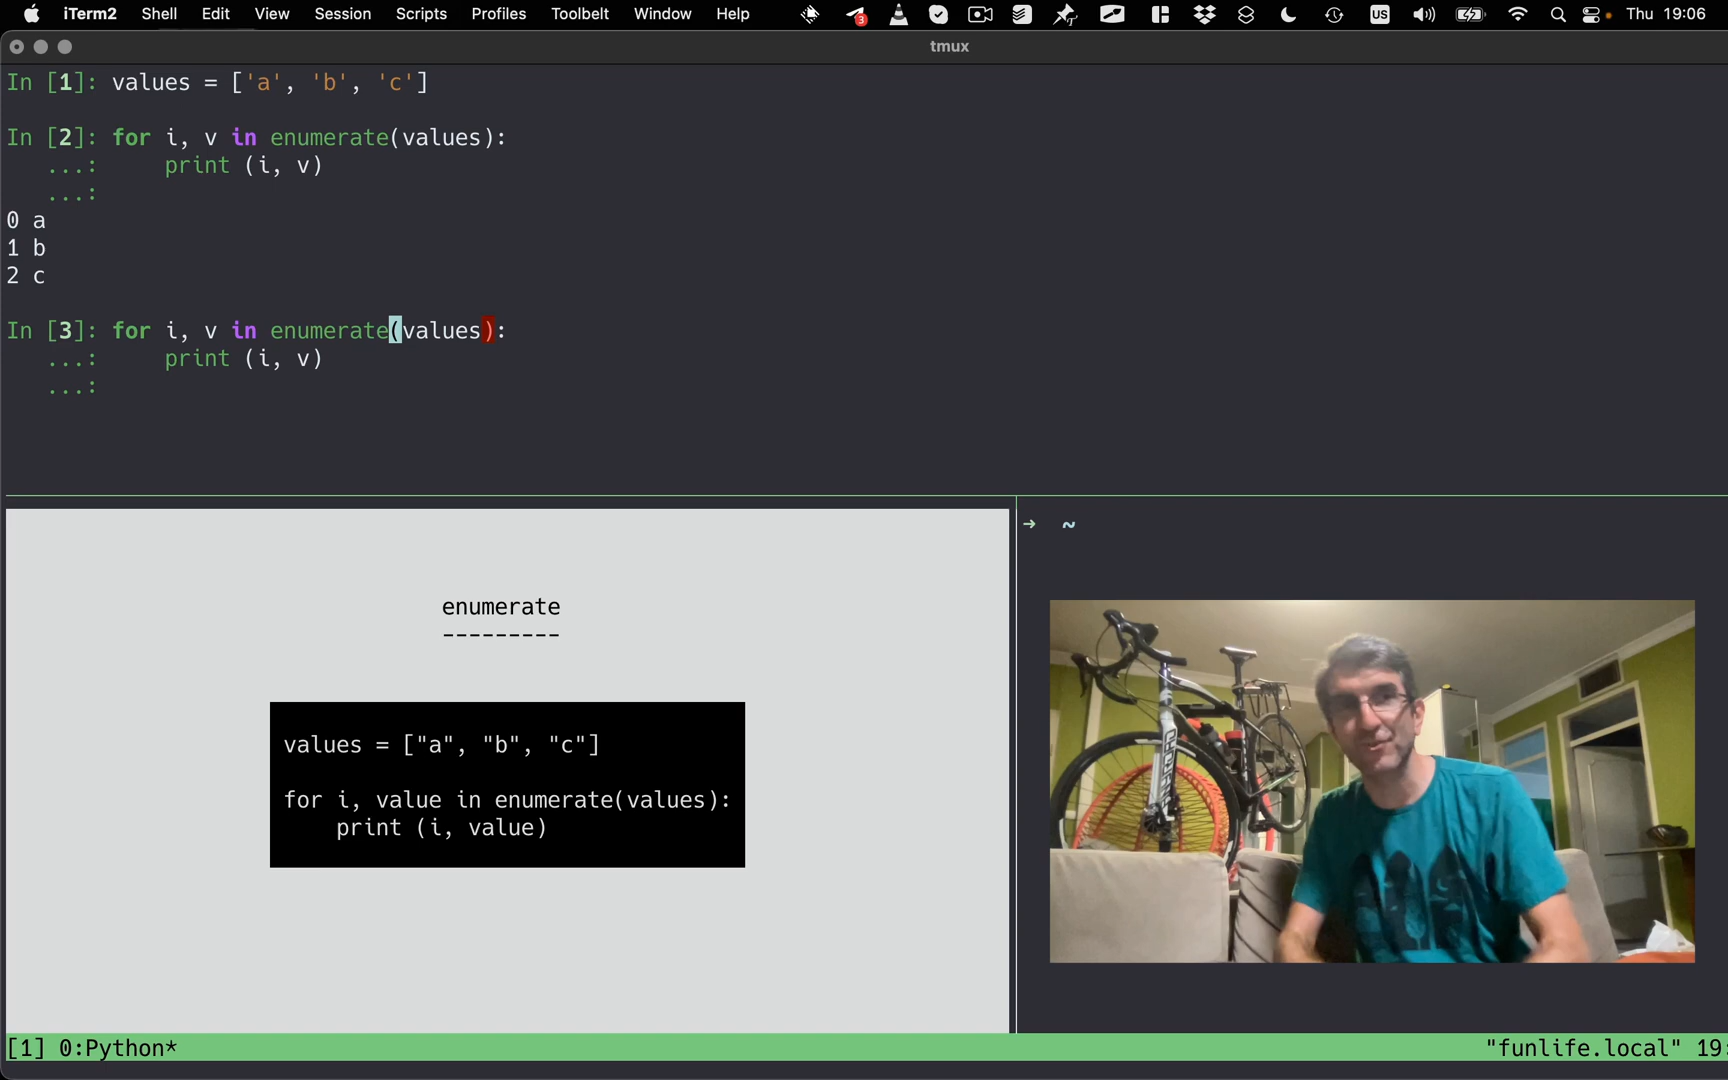 iTerm2 Shell Edit View Session Scripts Profiles Toolbelt Window Help 3 US Thu 19:06
tmux
In [1]: values = ['a', 'b', 'c']
In [2]: for i, v in enumerate(values):
...: print (i, v)
...:
0 a
1 b
2 c
In [3]: for i, v in enumerate(values):
...: print (i, v)
...:
enumerate
---------
values = ["a", "b", "c"]
for i, value in enumerate(values):
print (i, value)
→ ~
[1] 0:Python* "funlife.local" 19: